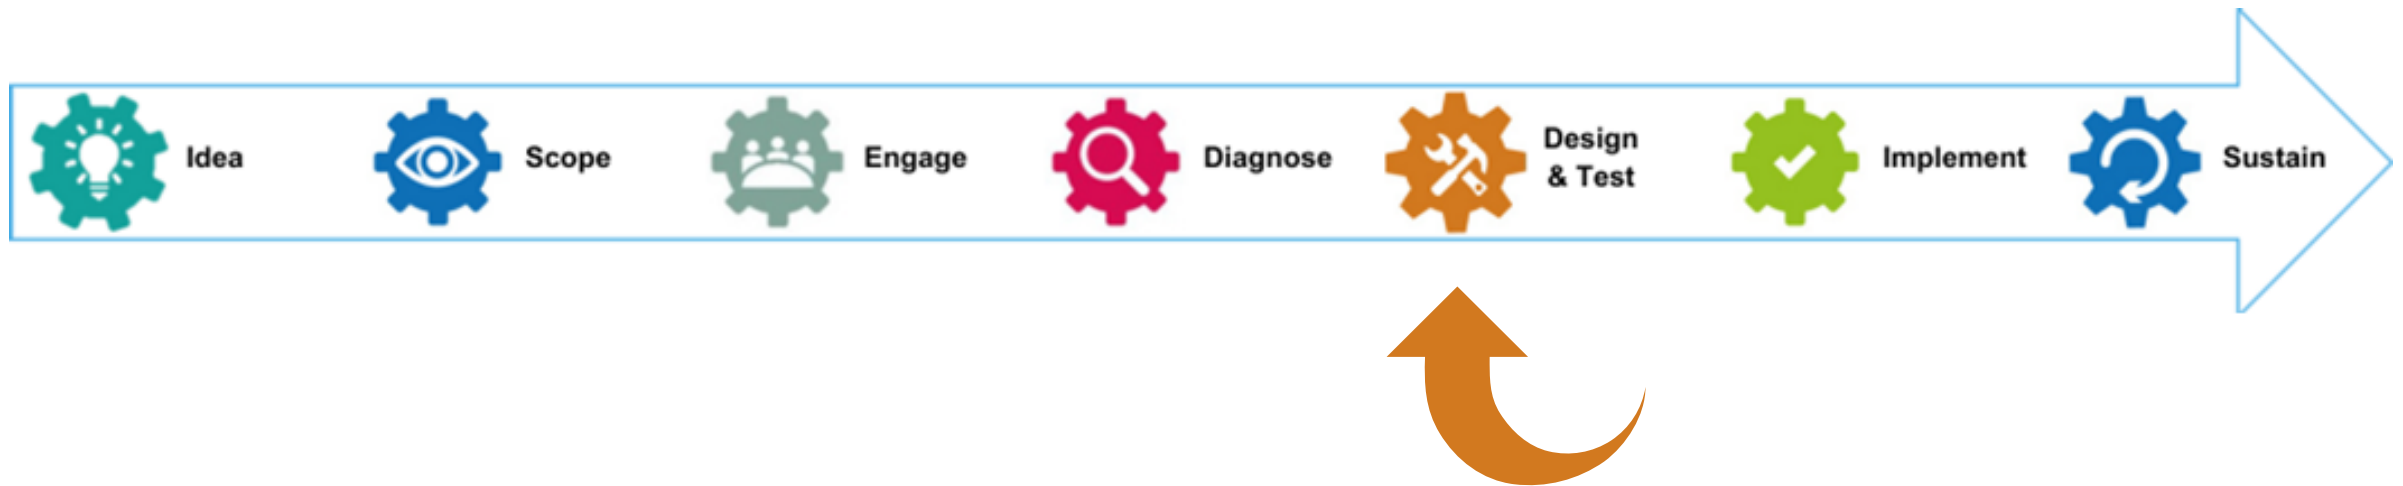 Idea
Scope
Engage
Diagnose
Design
& Test
Implement
Sustain